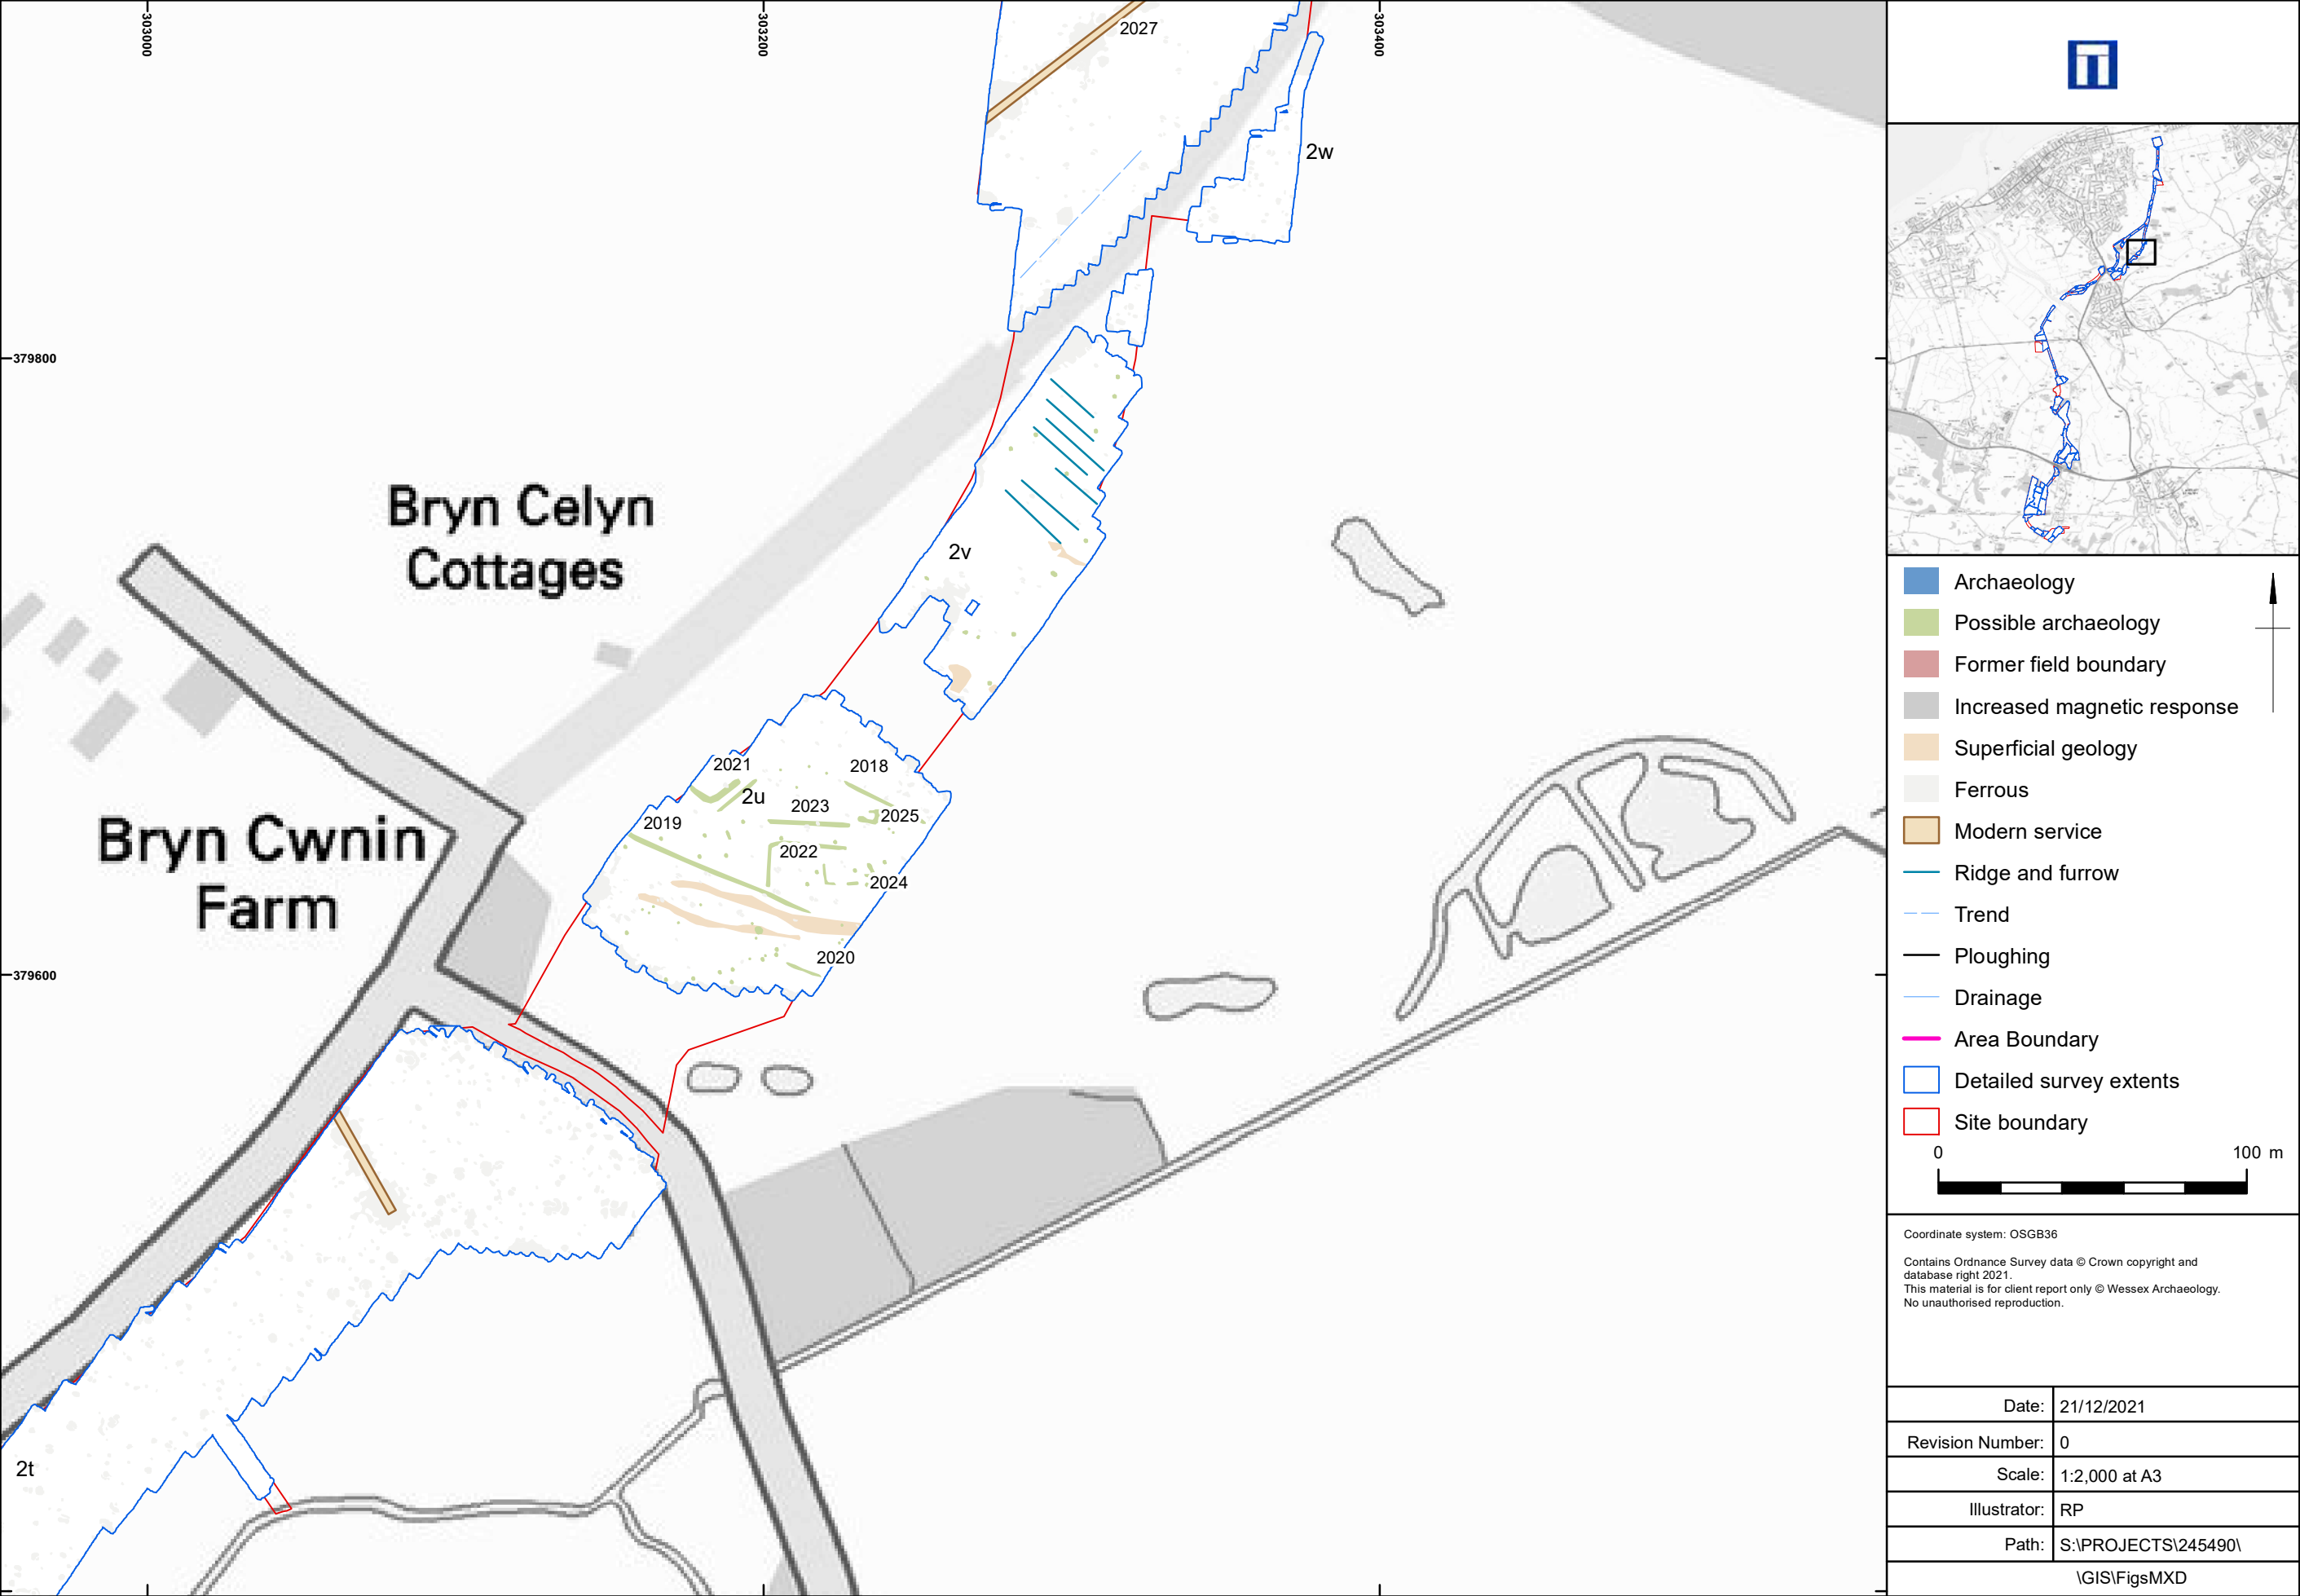 303000
303200
303400
2027
2w
379800
Bryn Celyn
Cottages
2v
2021
2018
2u
2023
2025
2019
2022
Bryn Cwnin
Farm
2024
2020
379600
2t
Archaeology
Possible archaeology
Former field boundary
Increased magnetic response
Superficial geology
Ferrous
Modern service
Ridge and furrow
Trend
Ploughing
Drainage
Area Boundary
Detailed survey extents
Site boundary
0 100 m
Coordinate system: OSGB36
Contains Ordnance Survey data © Crown copyright and
database right 2021.
This material is for client report only © Wessex Archaeology.
No unauthorised reproduction.
Date: 21/12/2021
Revision Number: 0
Scale: 1:2,000 at A3
Illustrator: RP
Path: S:\PROJECTS\245490\
\GIS\FigsMXD